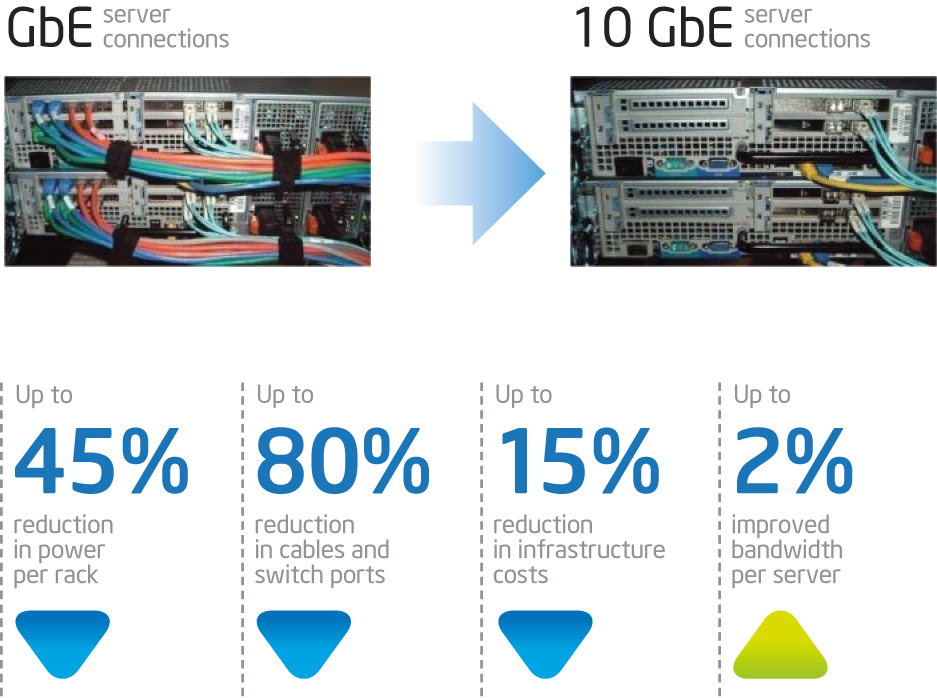 GbE server
connections
10 GbE server
connections
Up to
45%
reduction
in power
per rack
Up to
80%
reduction
in cables and
switch ports
Up to
15%
reduction
in infrastructure
costs
Up to
2%
improved
bandwidth
per server